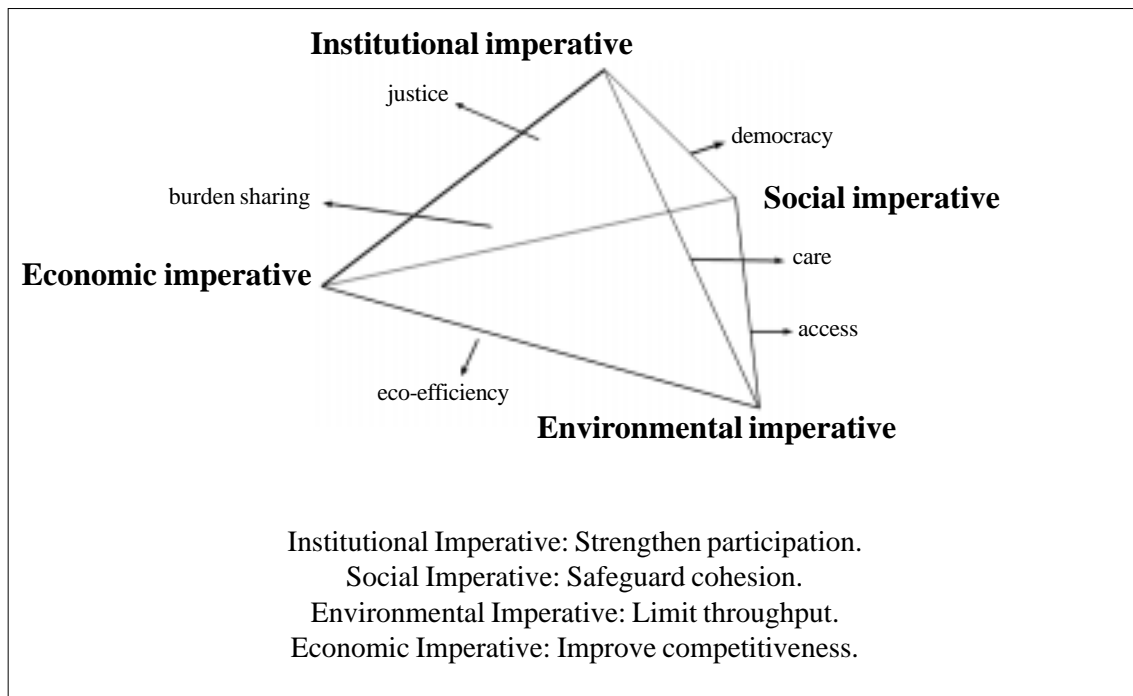 Institutional imperative
justice
democracy
burden sharing
Social imperative
care
Economic imperative
access
eco-efficiency
Environmental imperative
Institutional Imperative: Strengthen participation.
Social Imperative: Safeguard cohesion.
Environmental Imperative: Limit throughput.
Economic Imperative: Improve competitiveness.